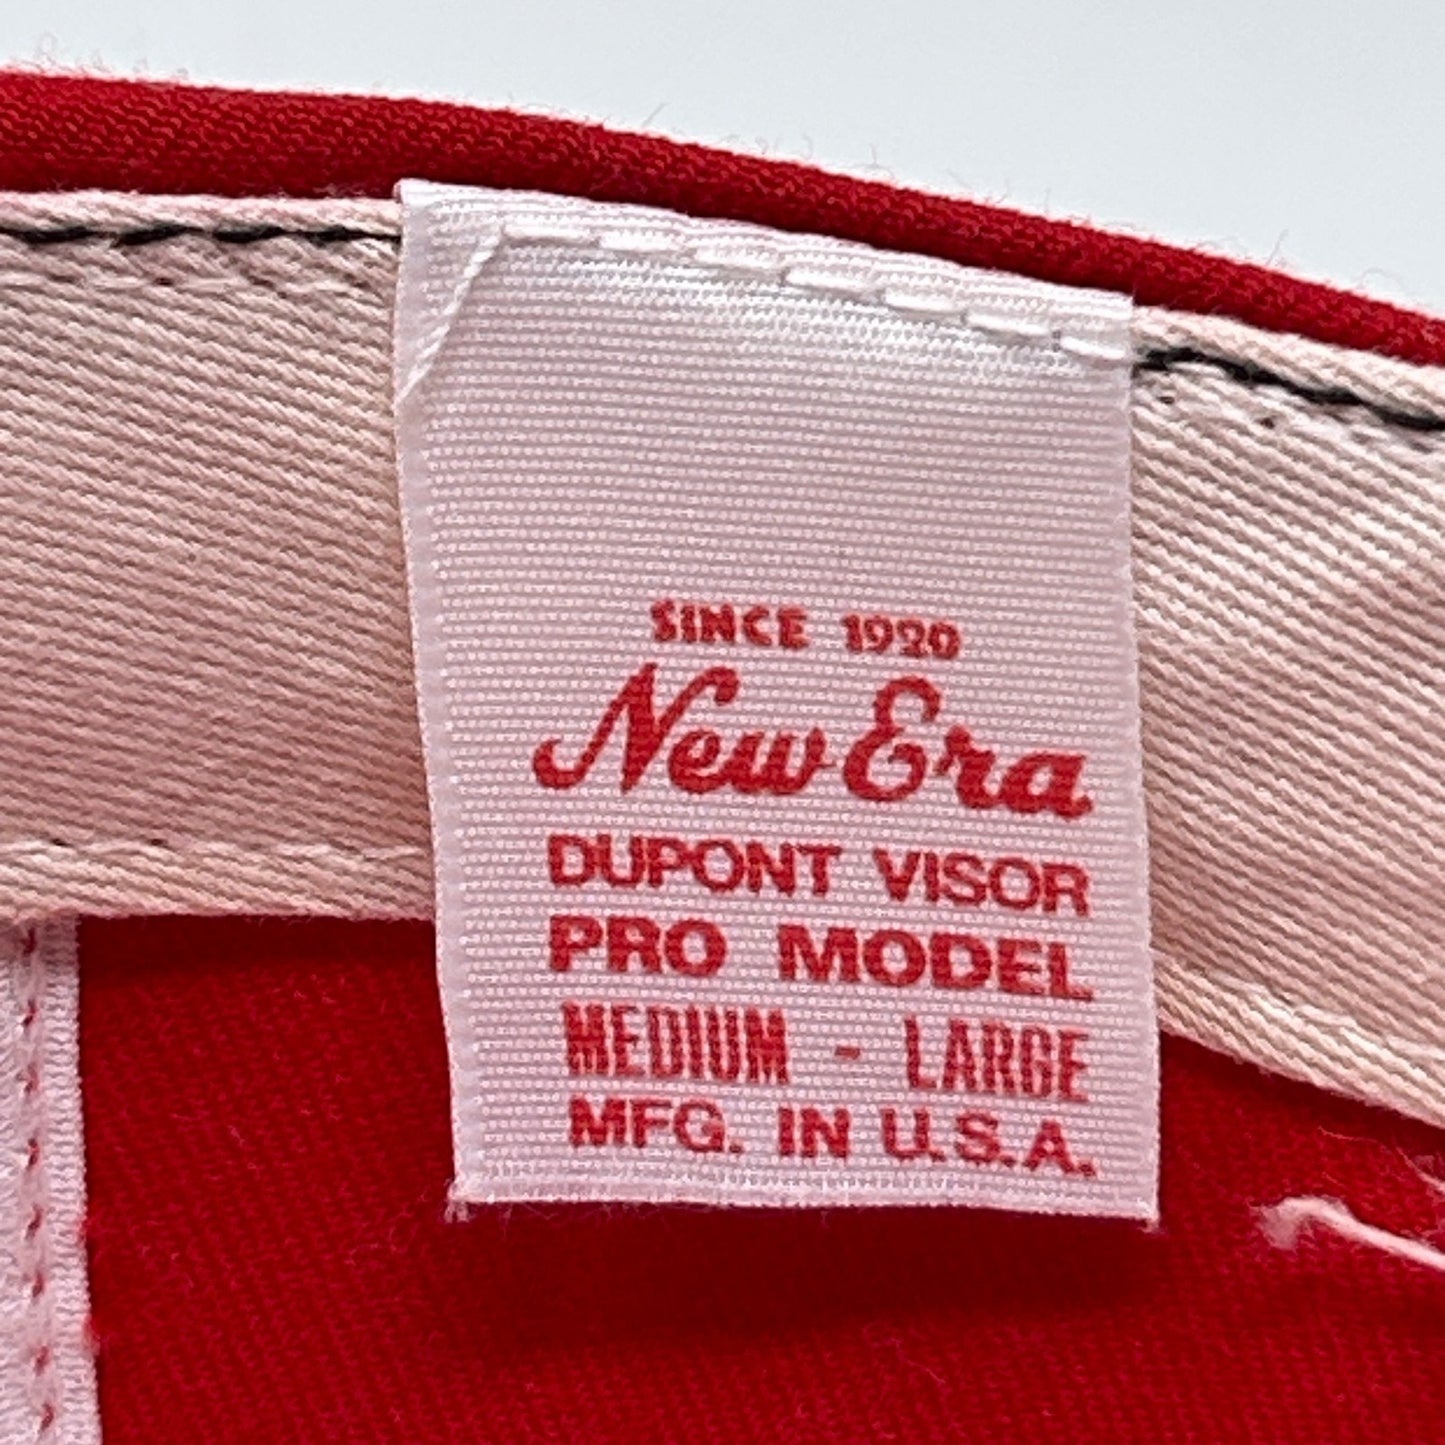 SINCE 1920
New Era
DUPONT VISOR
PRO MODEL
MEDIUM - LARGE
MFG. IN U.S.A.